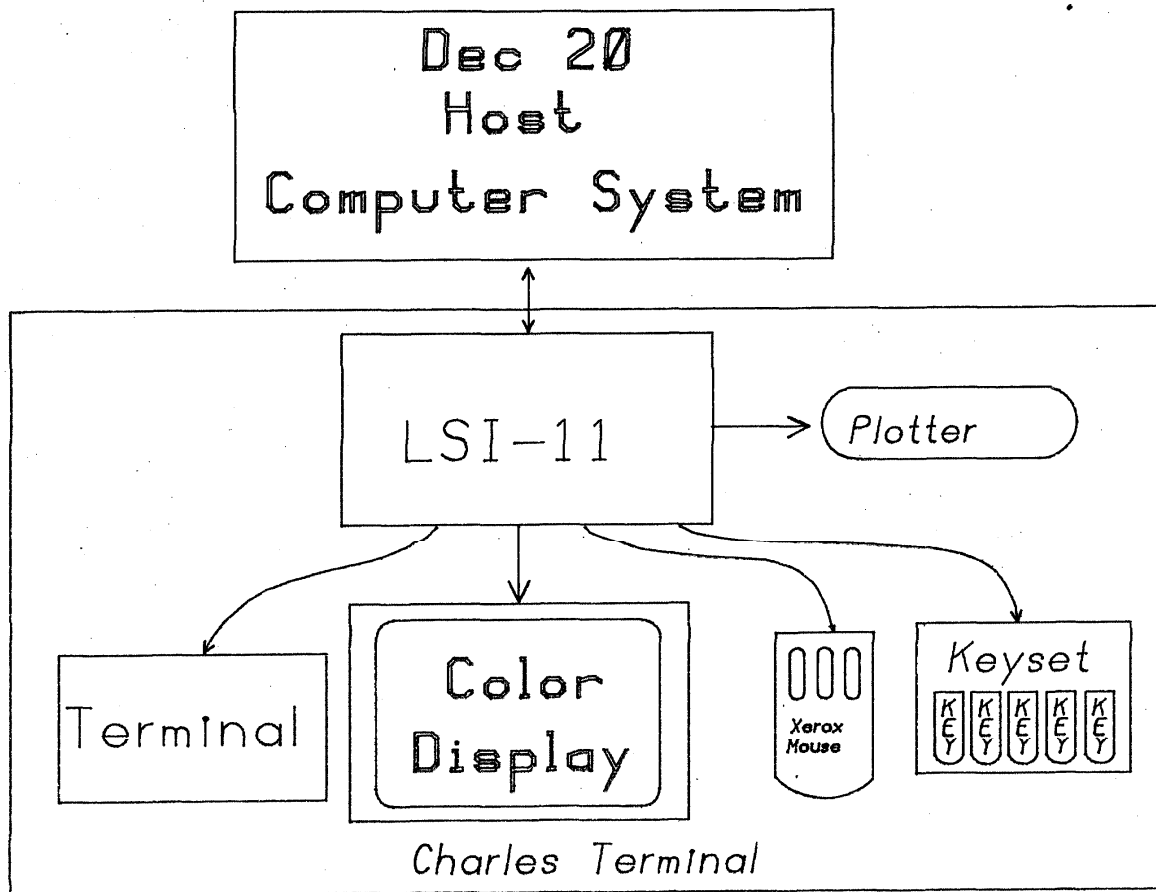 Dec 20
Host
Computer System
LSI-11
Plotter
Terminal
Color
Display
Xerox
Mouse
Keyset
KEY KEY KEY KEY KEY
Charles Terminal